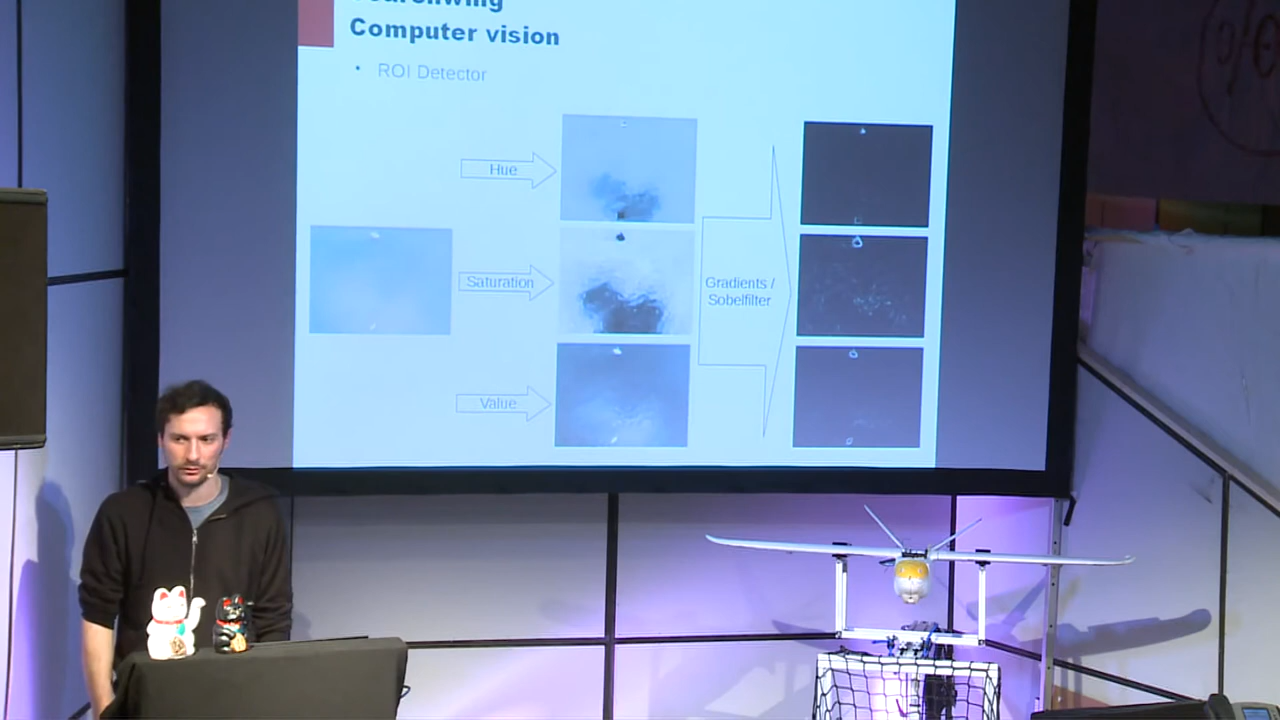 Computer vision
• ROI Detector
Hue
Saturation
Value
Gradients /
Sobelfilter